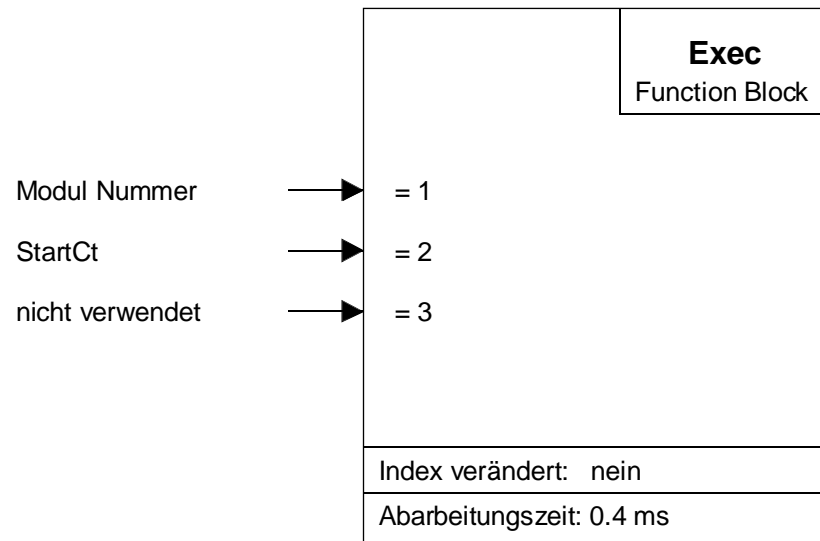 Exec
Function Block
Modul Nummer = 1
StartCt = 2
nicht verwendet = 3
Index verändert: nein
Abarbeitungszeit: 0.4 ms